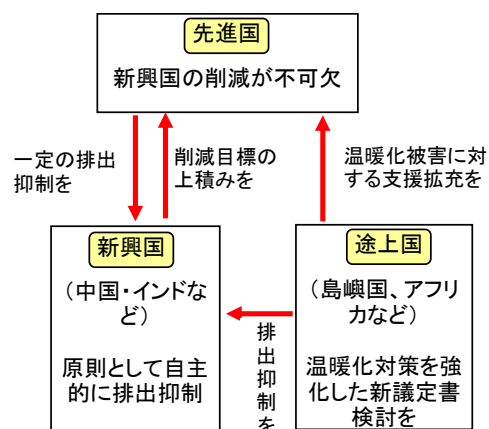 先進国
新興国の削減が不可欠
一定の排出
抑制を
削減目標の
上積みを
温暖化被害に対
する支援拡充を
新興国
(中国・インドな
ど)
原則として自主
的に排出抑制
排出抑制を
途上国
(島嶼国、アフリ
カなど)
温暖化対策を強
化した新議定書
検討を